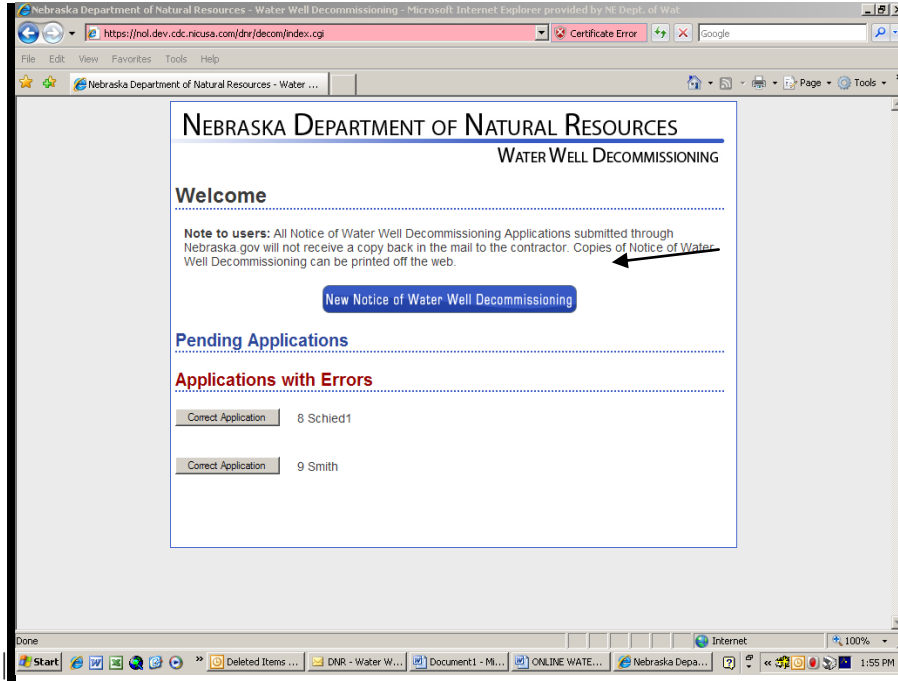 Nebraska Department of Natural Resources - Water Well Decommissioning - Microsoft Internet Explorer provided by NE Dept. of Wat
https://nol.dev.cdc.nicusa.com/dnr/decom/index.cgi
Certificate Error
Google
File Edit View Favorites Tools Help
Nebraska Department of Natural Resources - Water ...
Page
Tools
NEBRASKA DEPARTMENT OF NATURAL RESOURCES
WATER WELL DECOMMISSIONING
Welcome
Note to users: All Notice of Water Well Decommissioning Applications submitted through
Nebraska.gov will not receive a copy back in the mail to the contractor. Copies of Notice of Water
Well Decommissioning can be printed off the web.
New Notice of Water Well Decommissioning
Pending Applications
Applications with Errors
Correct Application 8 Schied1
Correct Application 9 Smith
Done
Internet
100%
Start
»
Deleted Items ...
DNR - Water W...
Document1 - Mi...
ONLINE WATE...
Nebraska Depa...
«
1:55 PM